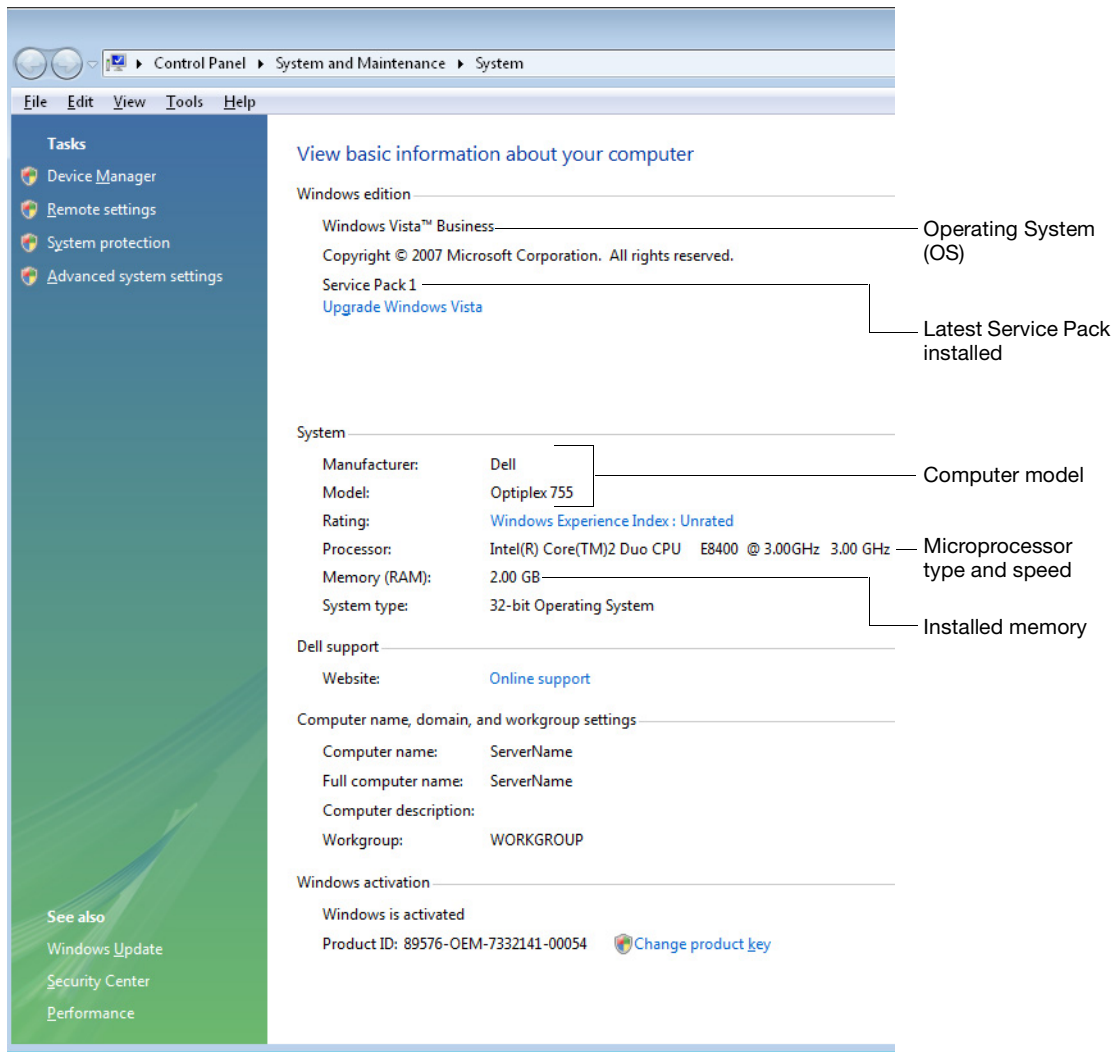 Control Panel System and Maintenance System
File Edit View Tools Help
Tasks
Device Manager
Remote settings
System protection
Advanced system settings
See also
Windows Update
Security Center
Performance
View basic information about your computer
Windows edition
Windows Vista™ Business
Copyright © 2007 Microsoft Corporation. All rights reserved.
Service Pack 1
Upgrade Windows Vista
System
Manufacturer: Dell
Model: Optiplex 755
Rating: Windows Experience Index : Unrated
Processor: Intel(R) Core(TM)2 Duo CPU E8400 @ 3.00GHz 3.00 GHz
Memory (RAM): 2.00 GB
System type: 32-bit Operating System
Dell support
Website: Online support
Computer name, domain, and workgroup settings
Computer name: ServerName
Full computer name: ServerName
Computer description:
Workgroup: WORKGROUP
Windows activation
Windows is activated
Product ID: 89576-OEM-7332141-00054 Change product key
Operating System
(OS)
Latest Service Pack
installed
Computer model
Microprocessor
type and speed
Installed memory